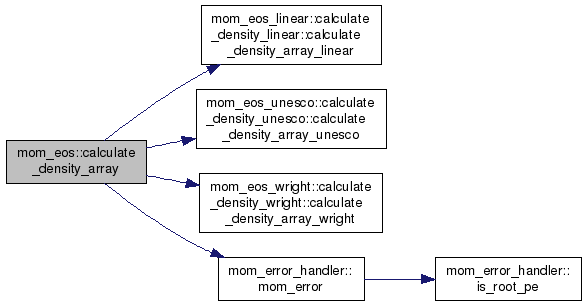 mom_eos_linear::calculate
_density_linear::calculate
_density_array_linear
mom_eos_unesco::calculate
_density_unesco::calculate
_density_array_unesco
mom_eos::calculate
_density_array
mom_eos_wright::calculate
_density_wright::calculate
_density_array_wright
mom_error_handler::
mom_error
mom_error_handler::
is_root_pe